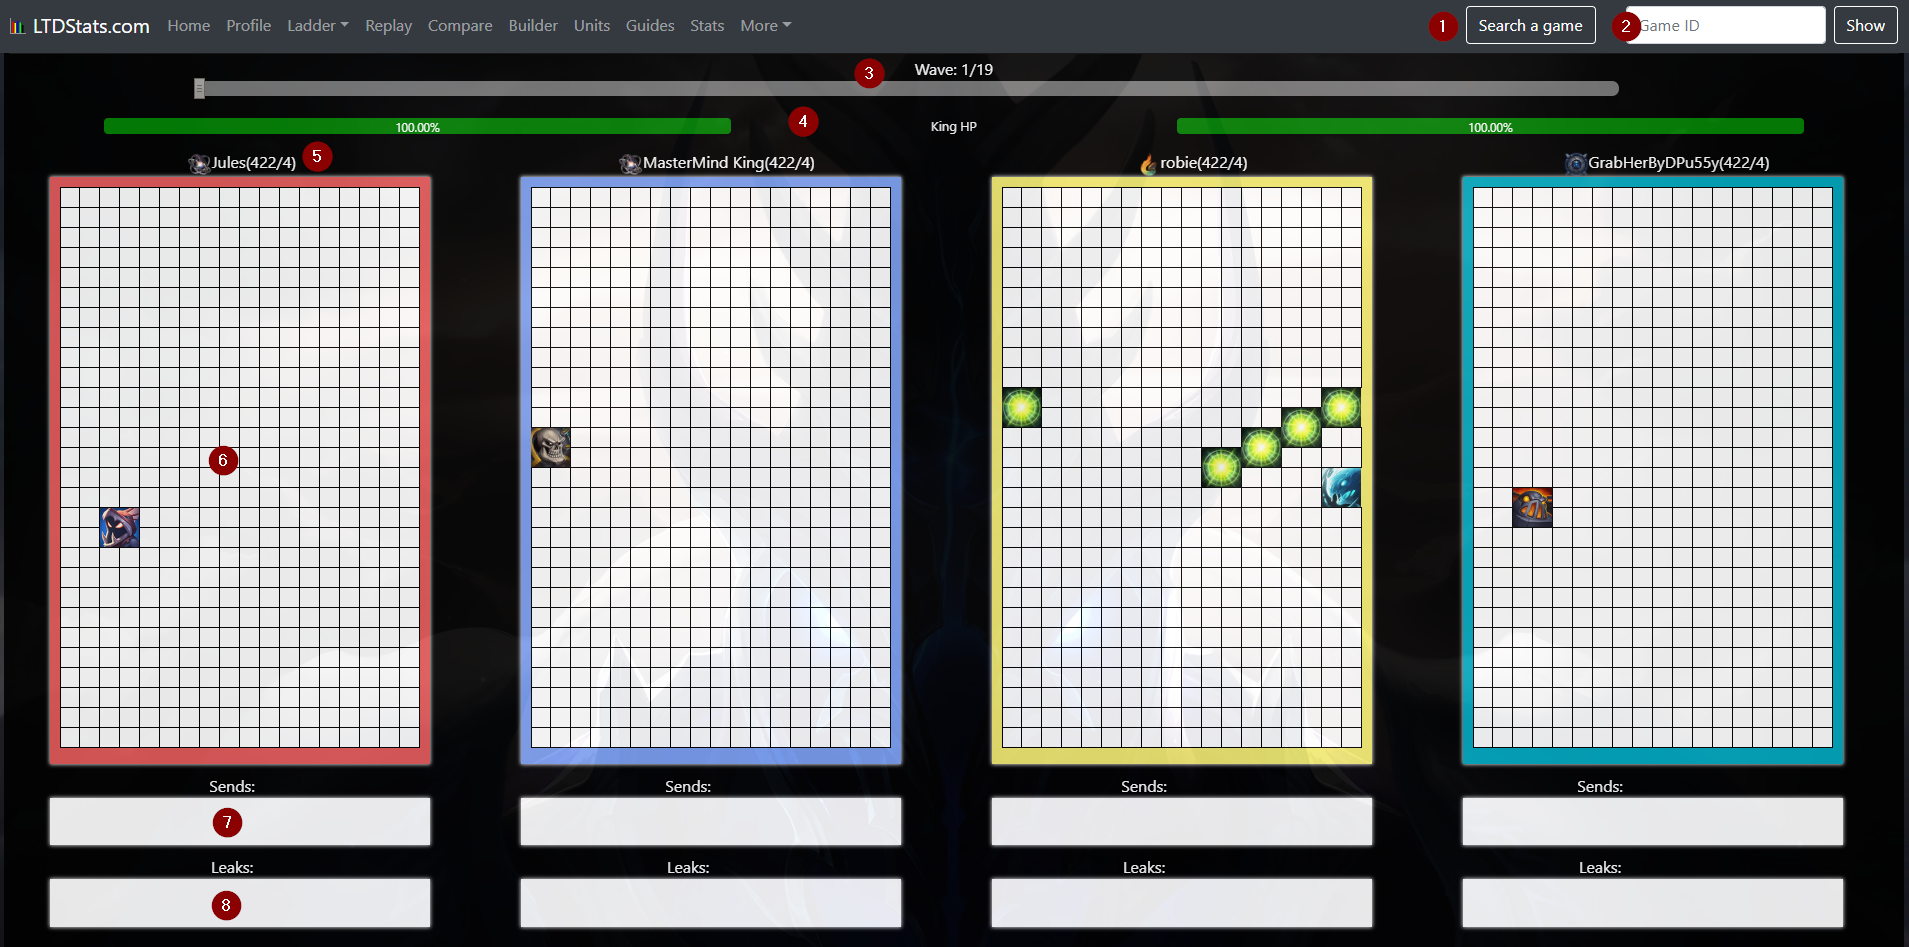 LTDStats.com Home Profile Ladder Replay Compare Builder Units Guides Stats More 1 Search a game 2 Game ID Show
3 Wave: 1/19
100.00% 4 King HP 100.00%
Jules(422/4) 5 MasterMind King(422/4) robie(422/4) GrabHerByDPu55y(422/4)
6
Sends: Sends: Sends: Sends:
7
Leaks: Leaks: Leaks: Leaks:
8